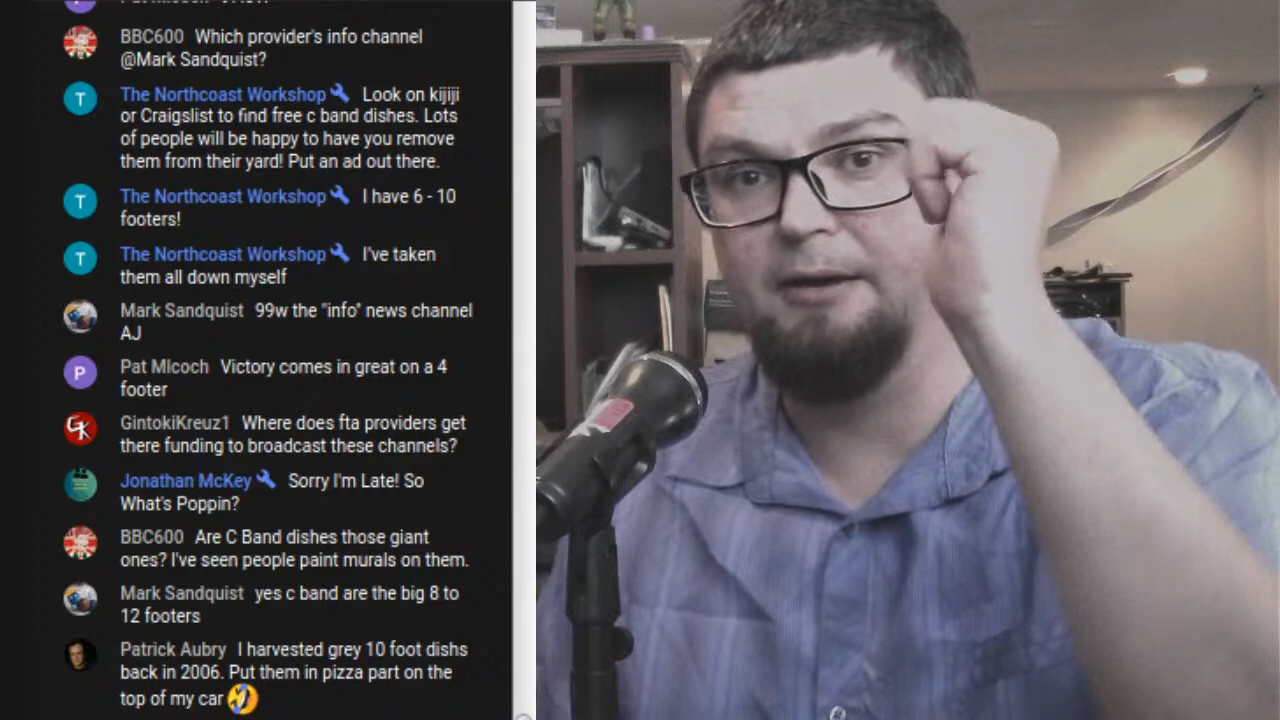 BBC600 Which provider's info channel
@Mark Sandquist?
T The Northcoast Workshop Look on kijiji
or Craigslist to find free c band dishes. Lots
of people will be happy to have you remove
them from their yard! Put an ad out there.
T The Northcoast Workshop I have 6 - 10
footers!
T The Northcoast Workshop I've taken
them all down myself
Mark Sandquist 99w the "info" news channel
AJ
P Pat Mlcoch Victory comes in great on a 4
footer
GK GintokiKreuz1 Where does fta providers get
there funding to broadcast these channels?
Jonathan McKey Sorry I'm Late! So
What's Poppin?
BBC600 Are C Band dishes those giant
ones? I've seen people paint murals on them.
Mark Sandquist yes c band are the big 8 to
12 footers
Patrick Aubry I harvested grey 10 foot dishs
back in 2006. Put them in pizza part on the
top of my car 🤣